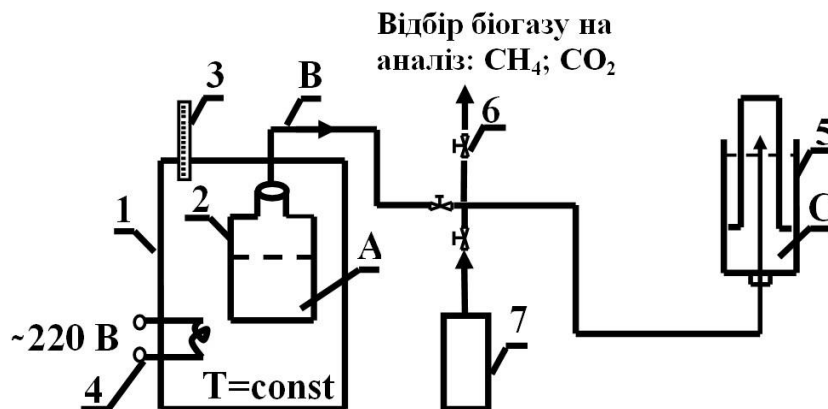 Відбір біогазу на
аналіз: CH₄; CO₂
3
B
6
5
2
1
A
C
~220 В
7
4
T=const